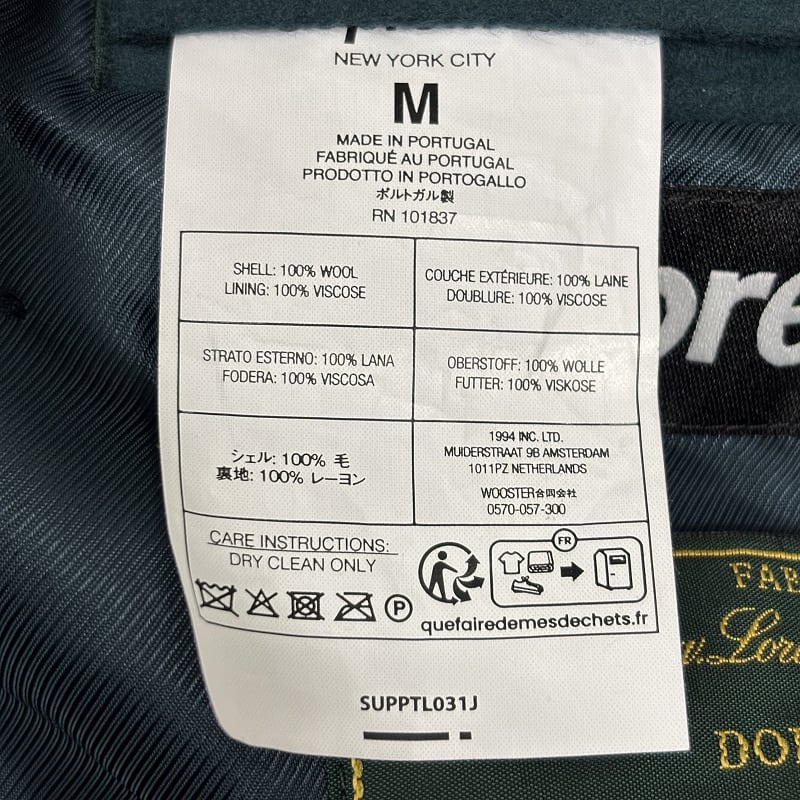 NEW YORK CITY
M
MADE IN PORTUGAL
FABRIQUÉ AU PORTUGAL
PRODOTTO IN PORTOGALLO
ポルトガル製
RN 101837
SHELL: 100% WOOL
LINING: 100% VISCOSE
COUCHE EXTÉRIEURE: 100% LAINE
DOUBLURE: 100% VISCOSE
STRATO ESTERNO: 100% LANA
FODERA: 100% VISCOSA
OBERSTOFF: 100% WOLLE
FUTTER: 100% VISKOSE
シェル: 100% 毛
裏地: 100% レーヨン
1994 INC. LTD.
MUIDERSTRAAT 9B AMSTERDAM
1011PZ NETHERLANDS
WOOSTER合同会社
0570-057-300
CARE INSTRUCTIONS:
DRY CLEAN ONLY
P
FR
quefairedemesdechets.fr
SUPPTL031J